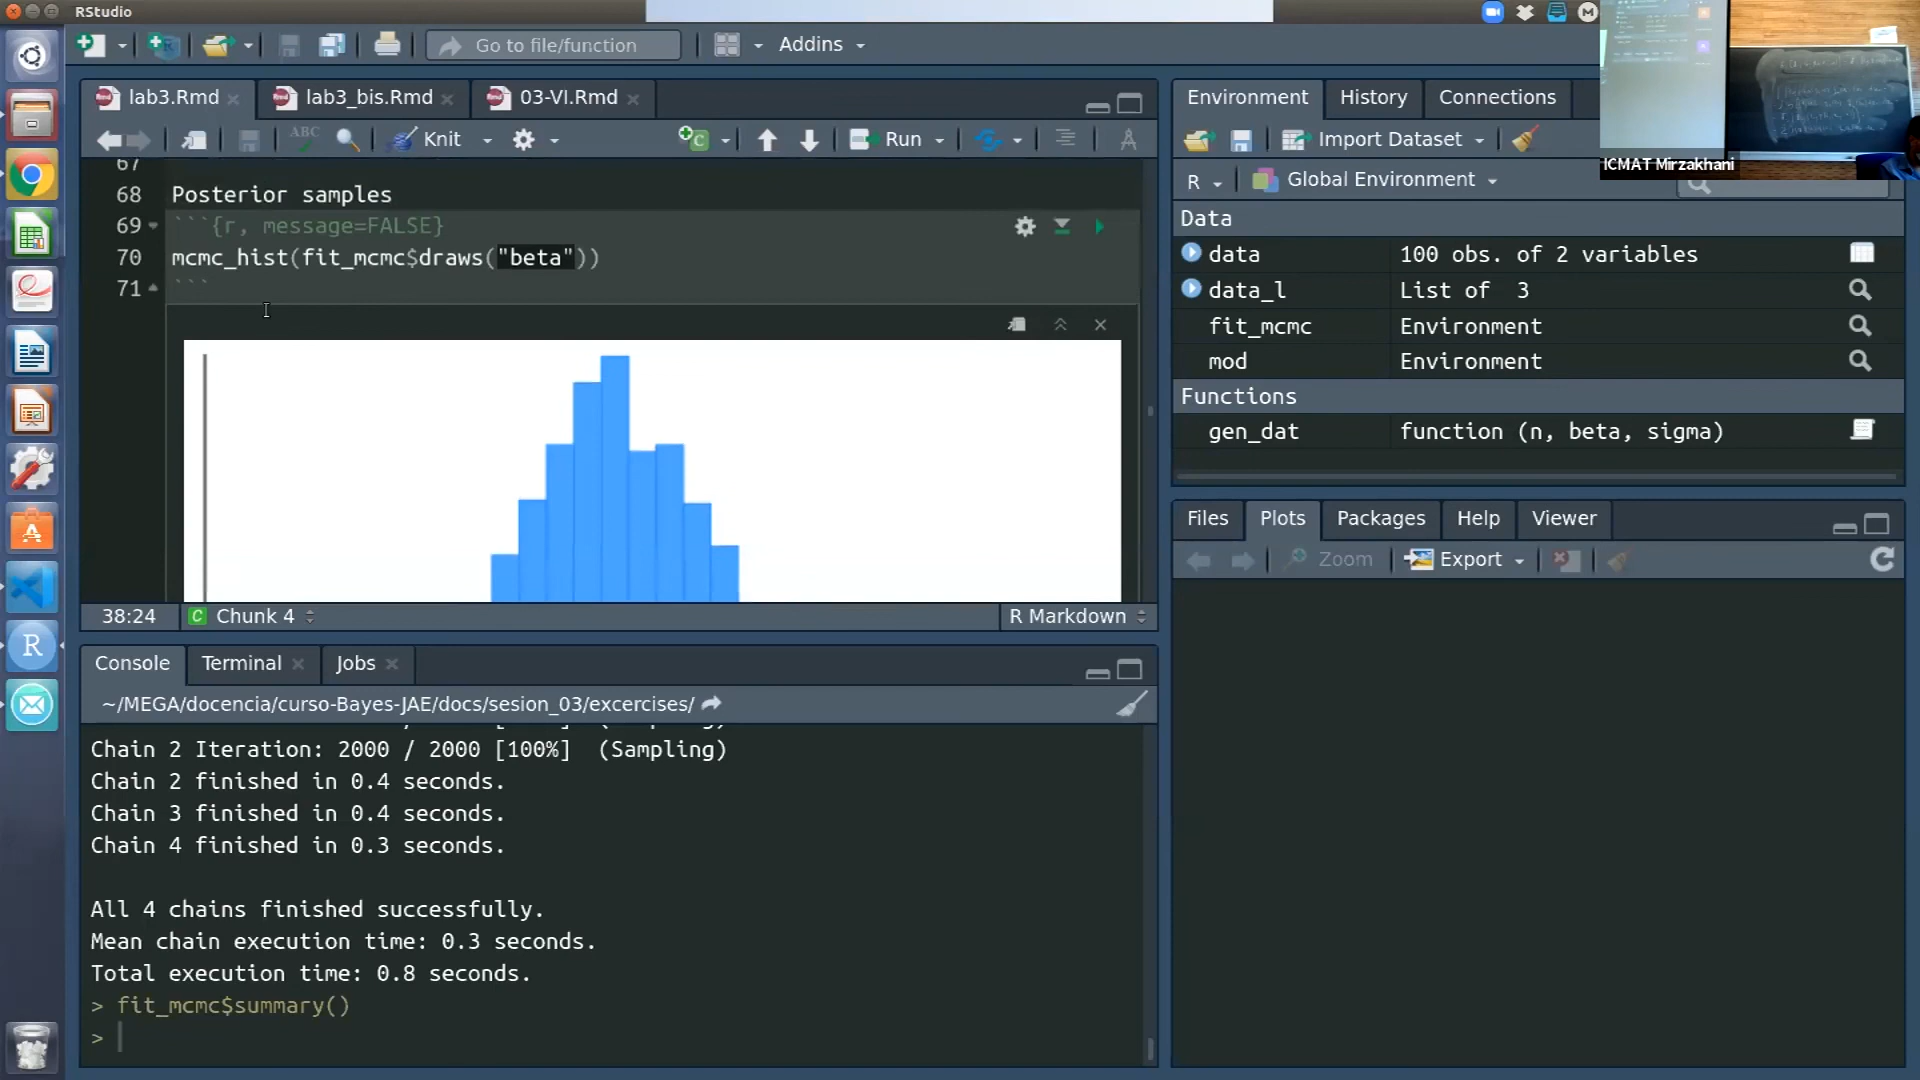 RStudio
Go to file/function
Addins
lab3.Rmd
lab3_bis.Rmd
03-VI.Rmd
ABC
Knit
Run
67
68 Posterior samples
69 ```{r, message=FALSE}
70 mcmc_hist(fit_mcmc$draws("beta"))
71 ```
38:24
Chunk 4
R Markdown
Console
Terminal
Jobs
~/MEGA/docencia/curso-Bayes-JAE/docs/sesion_03/excercises/
Chain 2 Iteration: 2000 / 2000 [100%]  (Sampling)
Chain 2 finished in 0.4 seconds.
Chain 3 finished in 0.4 seconds.
Chain 4 finished in 0.3 seconds.
All 4 chains finished successfully.
Mean chain execution time: 0.3 seconds.
Total execution time: 0.8 seconds.
> fit_mcmc$summary()
>
Environment
History
Connections
Import Dataset
R
Global Environment
Data
data 100 obs. of 2 variables
data_l List of  3
fit_mcmc Environment
mod Environment
Functions
gen_dat function (n, beta, sigma)
Files
Plots
Packages
Help
Viewer
Zoom
Export
ICMAT Mirzakhani